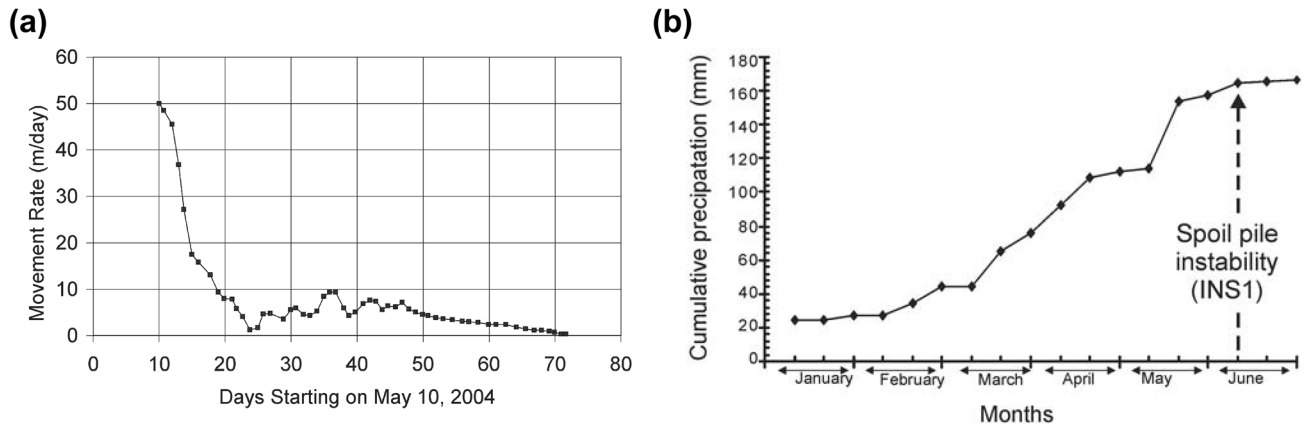 (a)
60
50
40
30
20
10
0
Movement Rate (m/day)
0 10 20 30 40 50 60 70 80
Days Starting on May 10, 2004
(b)
180
160
140
120
100
80
60
40
20
0
Cumulative precipatation (mm)
Spoil pile
instability
(INS1)
January February March April May June
Months